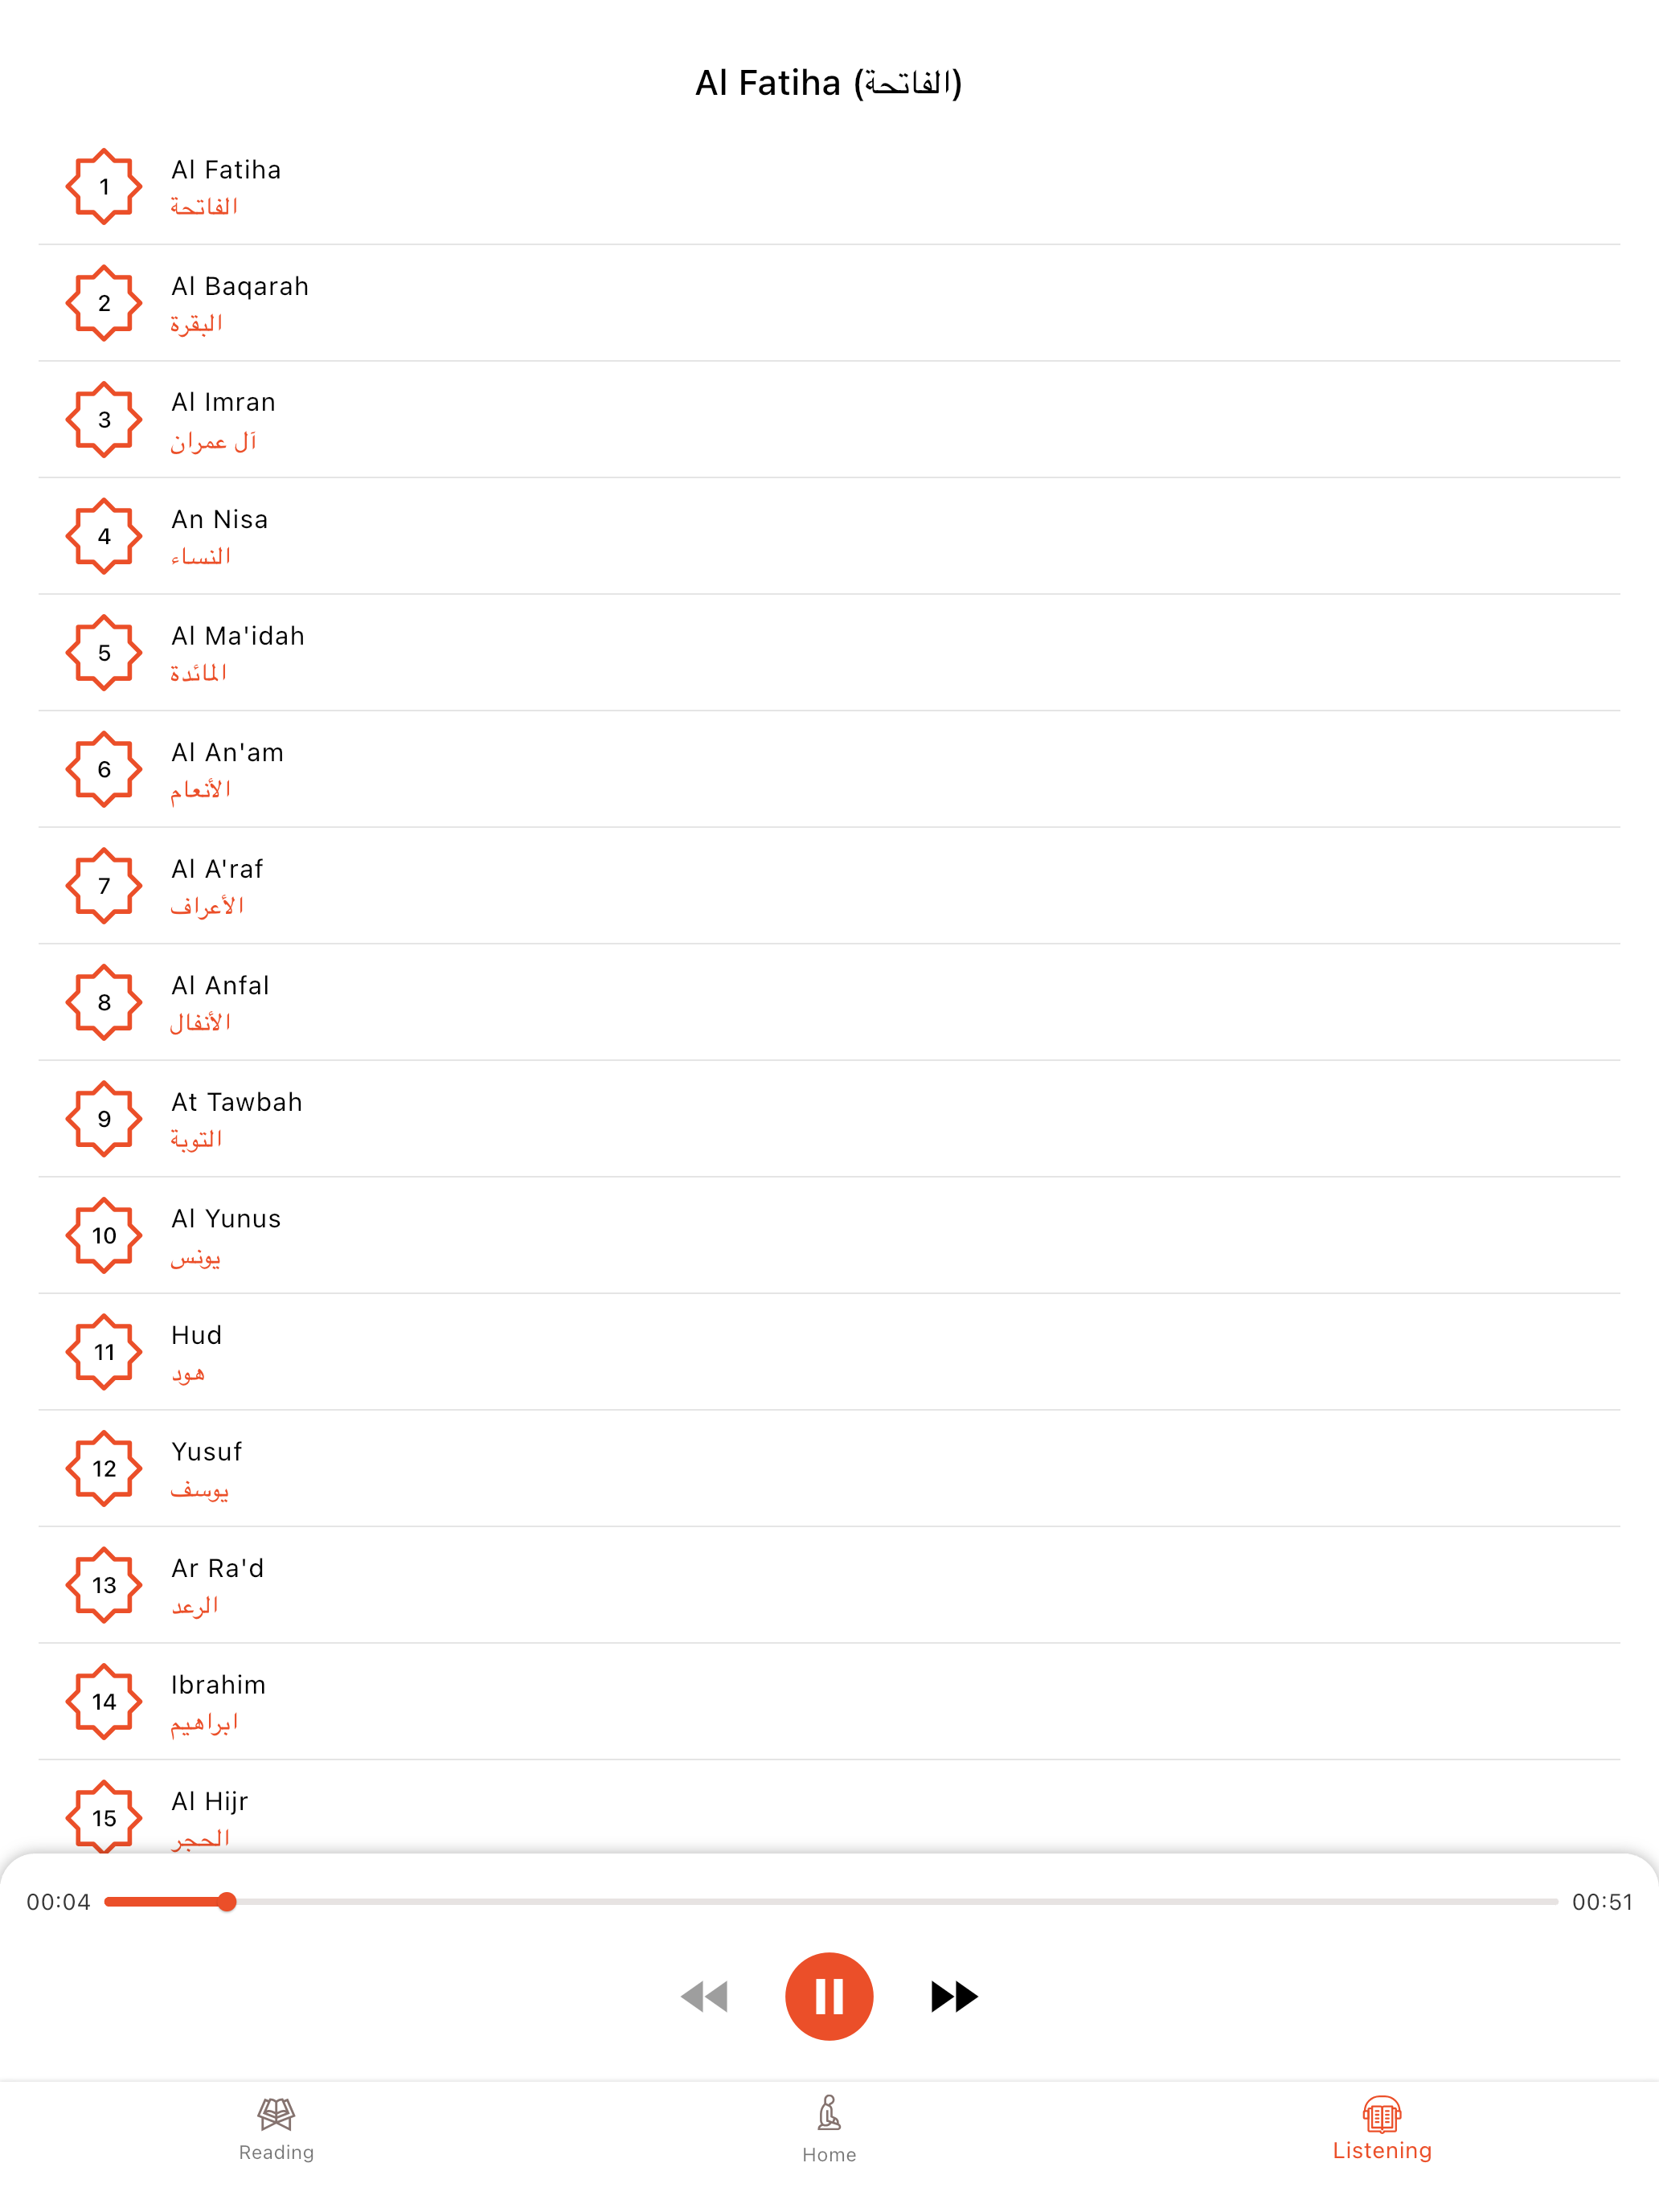 Al Fatiha (الفاتحة)
1
Al Fatiha
الفاتحة
2
Al Baqarah
البقرة
3
Al Imran
آل عمران
4
An Nisa
النساء
5
Al Ma'idah
المائدة
6
Al An'am
الأنعام
7
Al A'raf
الأعراف
8
Al Anfal
الأنفال
9
At Tawbah
التوبة
10
Al Yunus
يونس
11
Hud
هود
12
Yusuf
يوسف
13
Ar Ra'd
الرعد
14
Ibrahim
ابراهيم
15
Al Hijr
الحجر
00:04
00:51
Reading
Home
Listening